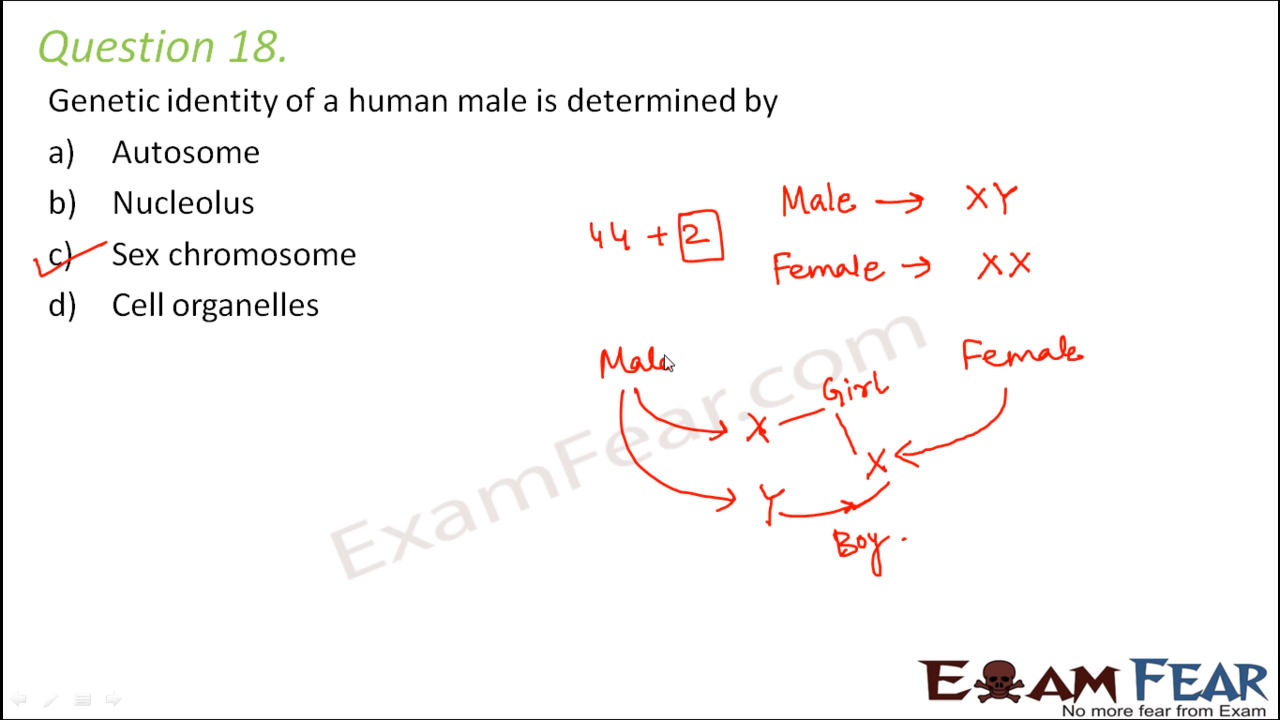 Question 18.
Genetic identity of a human male is determined by
a) Autosome
b) Nucleolus
c) Sex chromosome
d) Cell organelles
44 + 2
Male → XY
Female → XX
Male
Female
Girl
X
X
Y
Boy.
ExamFear.com
EXAM FEAR
No more fear from Exam